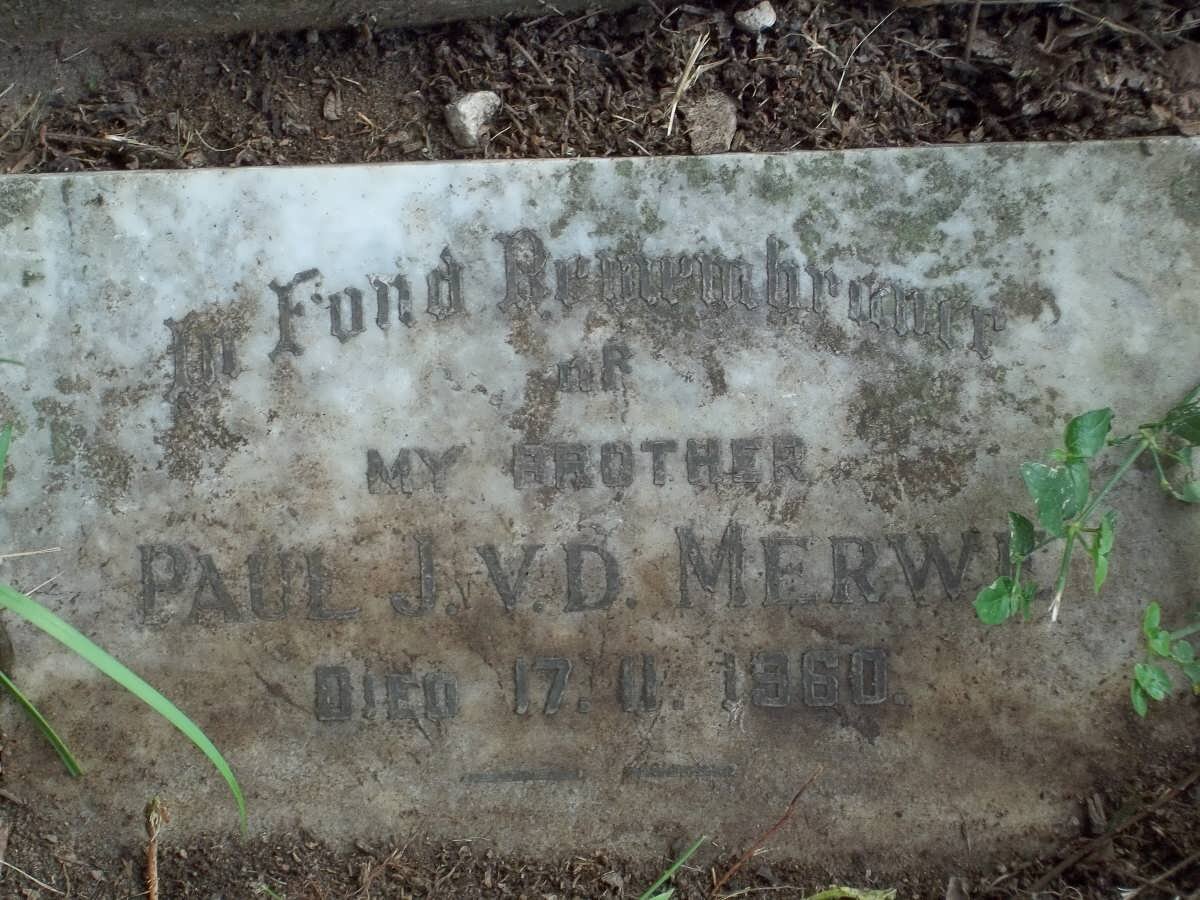 In Fond Remembrance
OF
MY BROTHER
PAUL J. V. D. MERWE
DIED 17. 11. 1960.